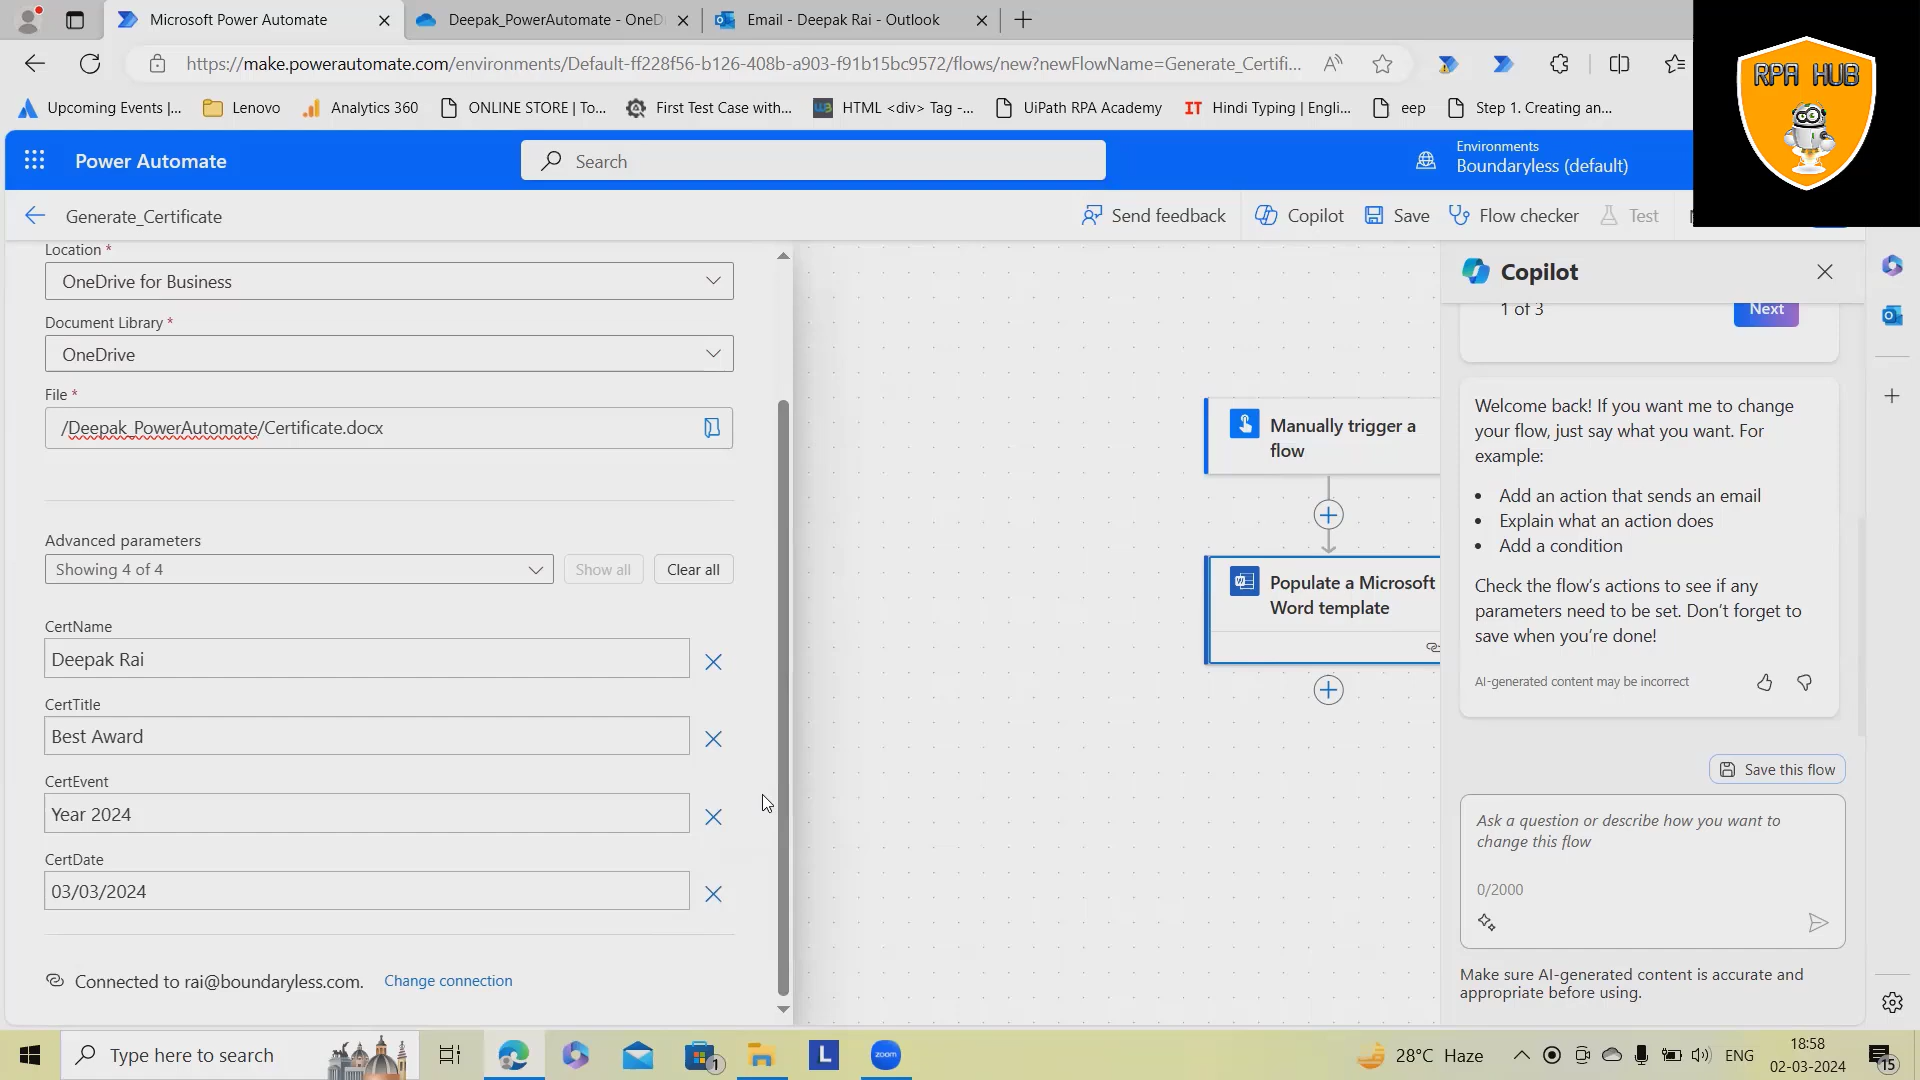 Microsoft Power Automate
Deepak_PowerAutomate - OneD
Email - Deepak Rai - Outlook
https://make.powerautomate.com/environments/Default-ff228f56-b126-408b-a903-f91b15bc9572/flows/new?newFlowName=Generate_Certifi...
Upcoming Events |...
Lenovo
Analytics 360
ONLINE STORE | To...
First Test Case with...
HTML <div> Tag -...
UiPath RPA Academy
IT
Hindi Typing | Engli...
eep
Step 1. Creating an...
RPA HUB
Power Automate
Search
Environments
Boundaryless (default)
Generate_Certificate
Send feedback
Copilot
Save
Flow checker
Test
Location *
OneDrive for Business
Document Library *
OneDrive
File *
/Deepak_PowerAutomate/Certificate.docx
Advanced parameters
Showing 4 of 4
Show all
Clear all
CertName
Deepak Rai
CertTitle
Best Award
CertEvent
Year 2024
CertDate
03/03/2024
Connected to rai@boundaryless.com.
Change connection
Manually trigger a
flow
Populate a Microsoft
Word template
Copilot
1 of 3
Next
Welcome back! If you want me to change
your flow, just say what you want. For
example:
• Add an action that sends an email
• Explain what an action does
• Add a condition
Check the flow's actions to see if any
parameters need to be set. Don't forget to
save when you're done!
AI-generated content may be incorrect
Save this flow
Ask a question or describe how you want to
change this flow
0/2000
Make sure AI-generated content is accurate and
appropriate before using.
Type here to search
1
L
zoom
28°C Haze
ENG
18:58
02-03-2024
15